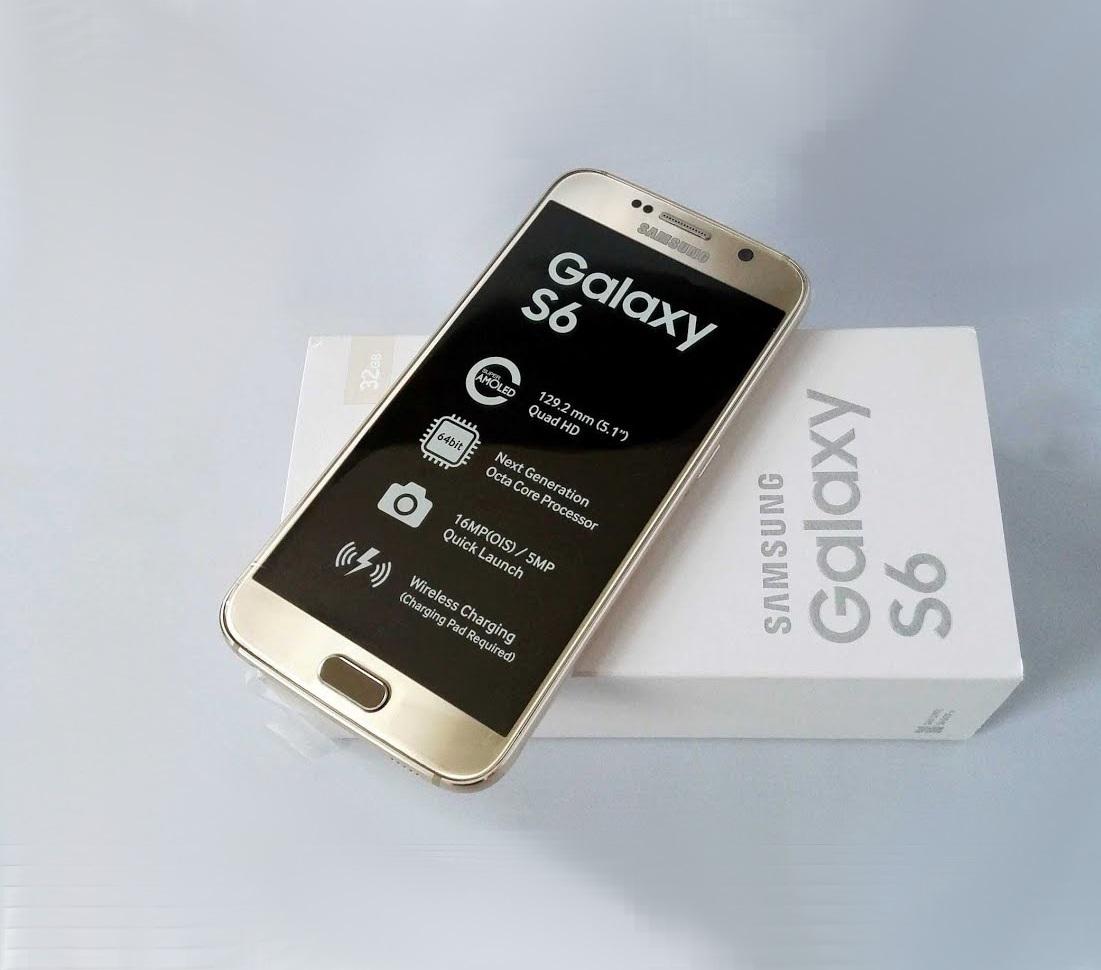 SAMSUNG
Galaxy
S6
SUPER
AMOLED
129.2 mm (5.1")
Quad HD
64bit
Next Generation
Octa Core Processor
16MP(OIS) / 5MP
Quick Launch
Wireless Charging
(Charging Pad Required)
32GB
SAMSUNG
Galaxy
S6